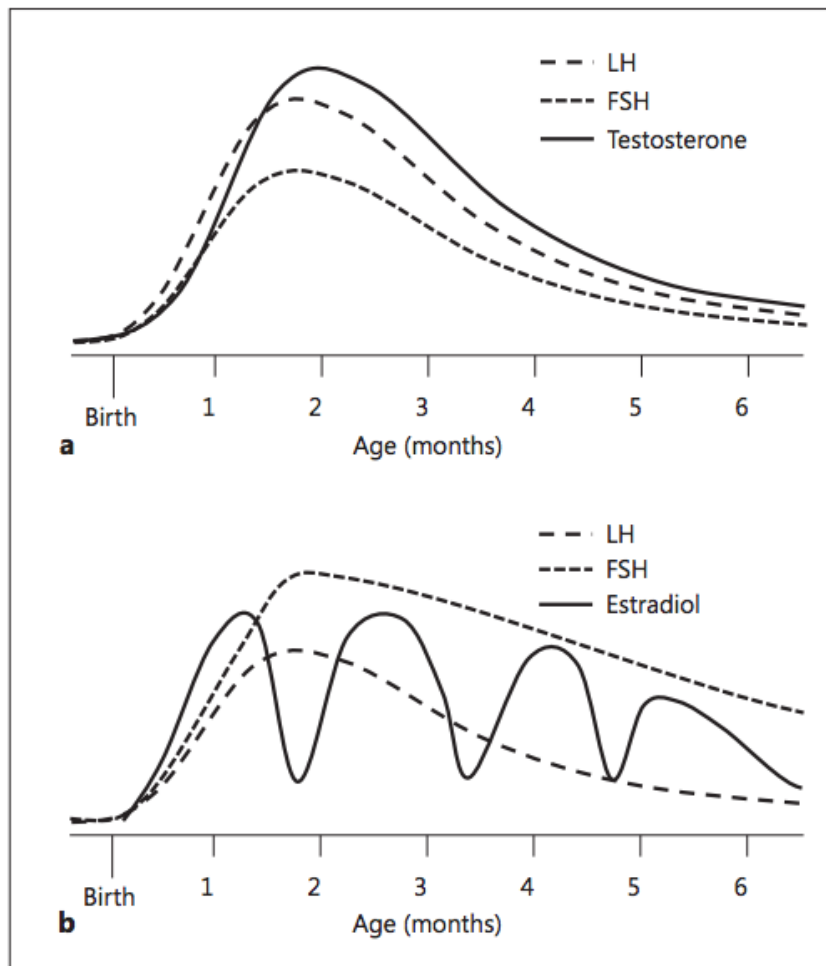 LH
FSH
Testosterone
Birth 1 2 3 4 5 6
a Age (months)
LH
FSH
Estradiol
Birth 1 2 3 4 5 6
b Age (months)